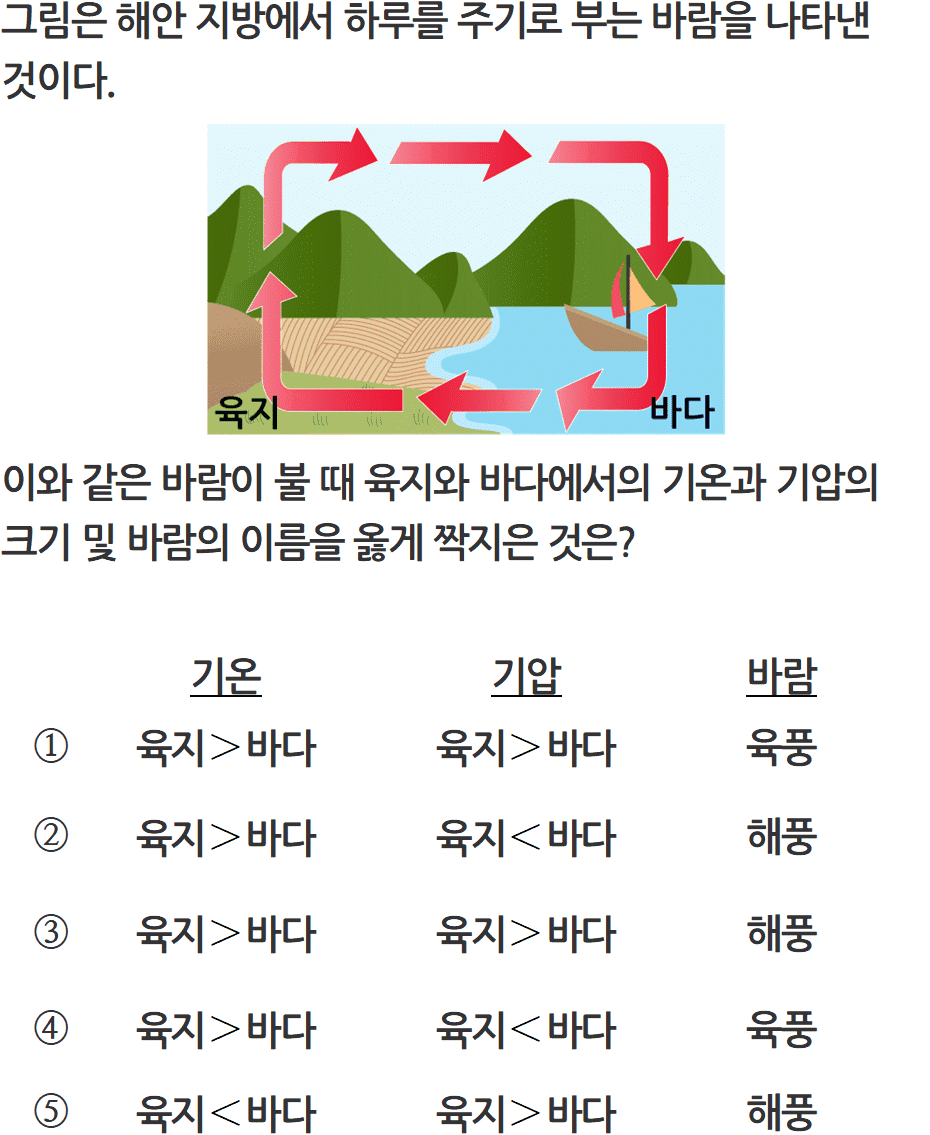 그림은 해안 지방에서 하루를 주기로 부는 바람을 나타낸
것이다.
육지 바다
이와 같은 바람이 불 때 육지와 바다에서의 기온과 기압의
크기 및 바람의 이름을 옳게 짝지은 것은?
기온 기압 바람
① 육지＞바다 육지＞바다 육풍
② 육지＞바다 육지＜바다 해풍
③ 육지＞바다 육지＞바다 해풍
④ 육지＞바다 육지＜바다 육풍
⑤ 육지＜바다 육지＞바다 해풍